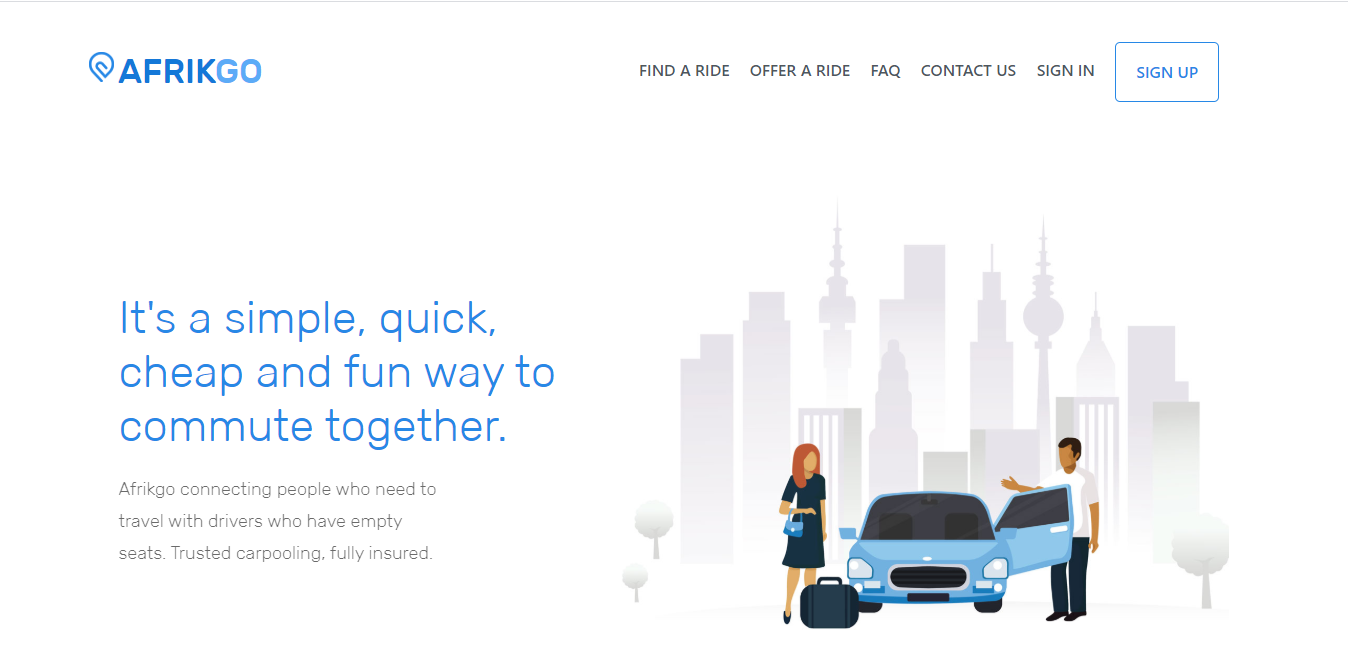 AFRIKGO
FIND A RIDE
OFFER A RIDE
FAQ
CONTACT US
SIGN IN
SIGN UP
It's a simple, quick,
cheap and fun way to
commute together.
Afrikgo connecting people who need to
travel with drivers who have empty
seats. Trusted carpooling, fully insured.